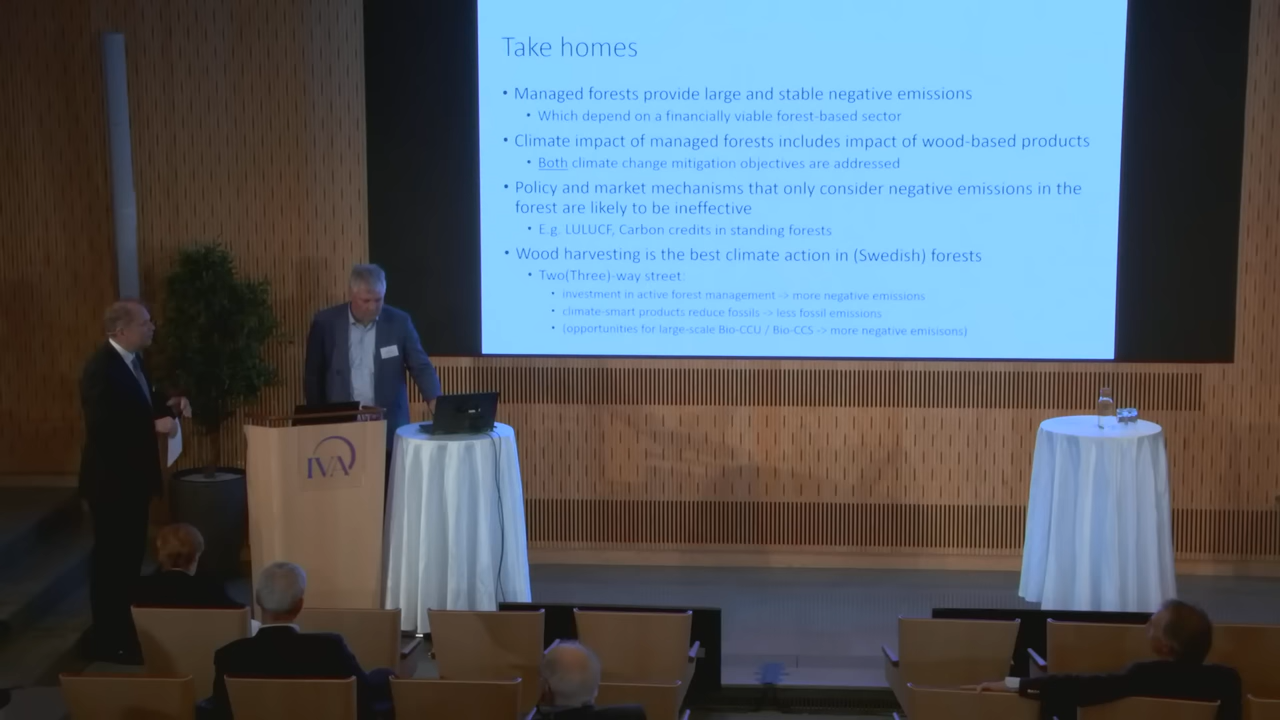 Take homes
• Managed forests provide large and stable negative emissions
• Which depend on a financially viable forest-based sector
• Climate impact of managed forests includes impact of wood-based products
• Both climate change mitigation objectives are addressed
• Policy and market mechanisms that only consider negative emissions in the
forest are likely to be ineffective
• E.g. LULUCF, Carbon credits in standing forests
• Wood harvesting is the best climate action in (Swedish) forests
• Two(Three)-way street:
• investment in active forest management -> more negative emissions
• climate-smart products reduce fossils -> less fossil emissions
• (opportunities for large-scale Bio-CCU / Bio-CCS -> more negative emisisons)
IVA